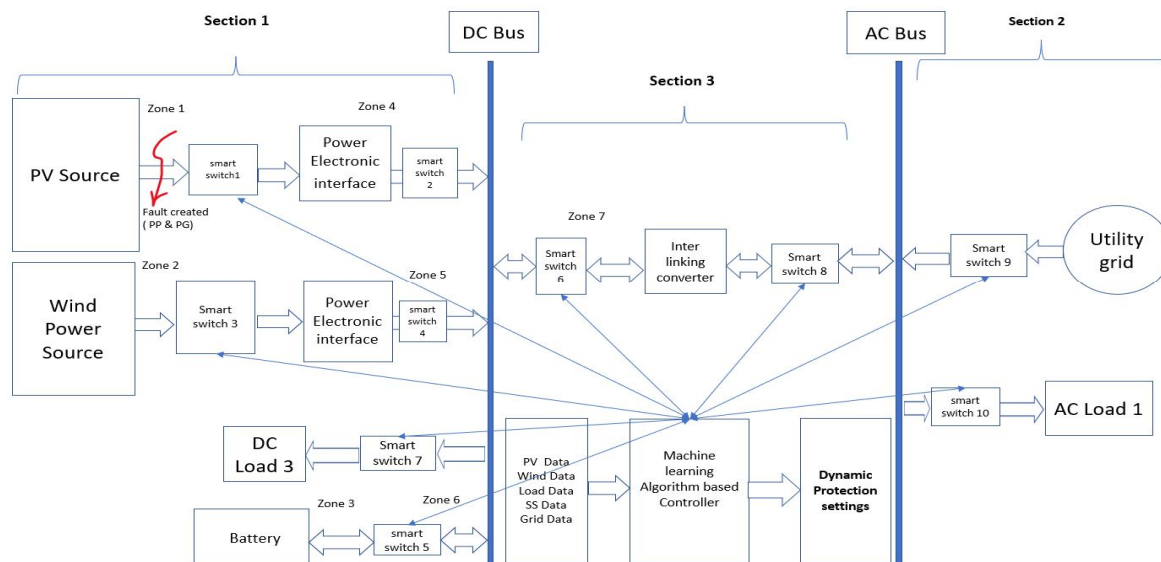 Section 1
DC Bus
AC Bus
Section 2
Section 3
Zone 1
Zone 4
PV Source
smart
switch1
Power
Electronic
interface
smart
switch
2
Fault created
( PP & PG)
Zone 7
Smart
switch
6
Inter
linking
converter
Smart
switch 8
Smart
switch 9
Utility
grid
Zone 2
Zone 5
Wind
Power
Source
Smart
switch 3
Power
Electronic
interface
smart
switch
4
DC
Load 3
Smart
switch 7
PV Data
Wind Data
Load Data
SS Data
Grid Data
Machine
learning
Algorithm based
Controller
Dynamic
Protection
settings
smart
switch 10
AC Load 1
Zone 3
Zone 6
Battery
smart
switch 5